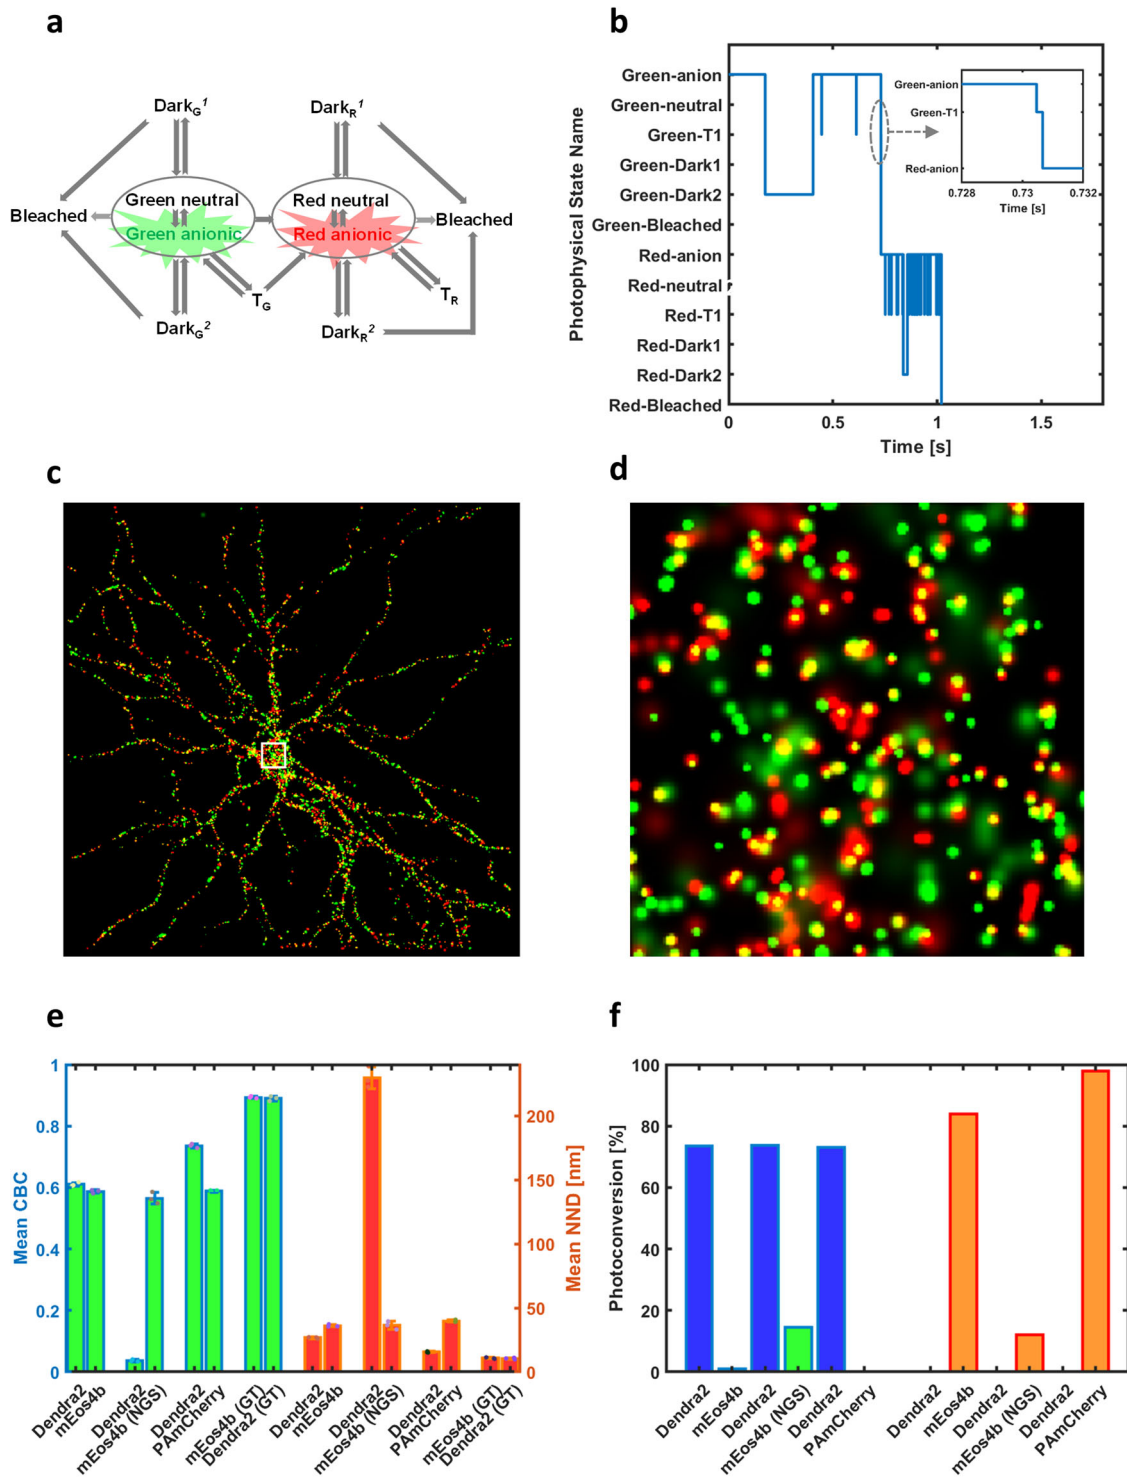 a
Dark_G^1
Dark_R^1
Green neutral
Red neutral
Bleached
Bleached
Green anionic
Red anionic
T_G
T_R
Dark_G^2
Dark_R^2
b
Photophysical State Name
Green-anion
Green-neutral
Green-T1
Green-Dark1
Green-Dark2
Green-Bleached
Red-anion
Red-neutral
Red-T1
Red-Dark1
Red-Dark2
Red-Bleached
0 0.5 1 1.5
Time [s]
Green-anion
Green-T1
Red-anion
0.728 0.73 0.732
Time [s]
c
d
e
Mean CBC
1
0.8
0.6
0.4
0.2
0
Mean NND [nm]
200
150
100
50
0
Dendra2
mEos4b
Dendra2
mEos4b (NGS)
Dendra2
PAmCherry
mEos4b (GT)
Dendra2 (GT)
Dendra2
mEos4b
Dendra2
mEos4b (NGS)
Dendra2
PAmCherry
mEos4b (GT)
Dendra2 (GT)
f
Photoconversion [%]
100
80
60
40
20
0
Dendra2
mEos4b
Dendra2
mEos4b (NGS)
Dendra2
PAmCherry
Dendra2
mEos4b
Dendra2
mEos4b (NGS)
Dendra2
PAmCherry